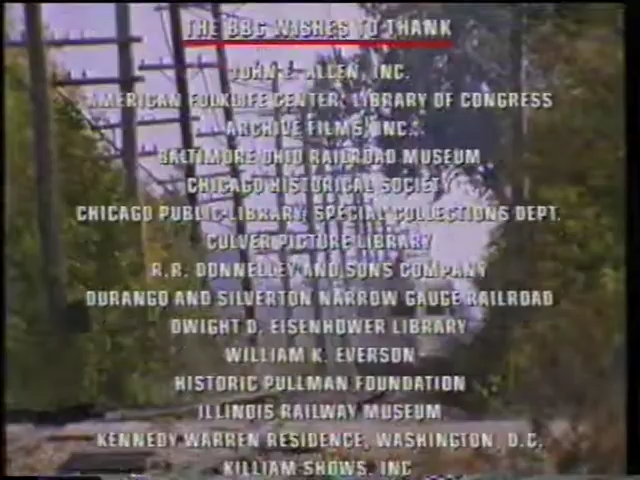 THE BBC WISHES TO THANK
JOHN E. ALLEN, INC.
AMERICAN FOLKLIFE CENTER, LIBRARY OF CONGRESS
ARCHIVE FILMS, INC.
BALTIMORE OHIO RAILROAD MUSEUM
CHICAGO HISTORICAL SOCIETY
CHICAGO PUBLIC LIBRARY, SPECIAL COLLECTIONS DEPT.
CULVER PICTURE LIBRARY
R.R. DONNELLEY AND SONS COMPANY
DURANGO AND SILVERTON NARROW GAUGE RAILROAD
DWIGHT D. EISENHOWER LIBRARY
WILLIAM K. EVERSON
HISTORIC PULLMAN FOUNDATION
ILLINOIS RAILWAY MUSEUM
KENNEDY WARREN RESIDENCE, WASHINGTON, D.C.
KILLIAM SHOWS, INC